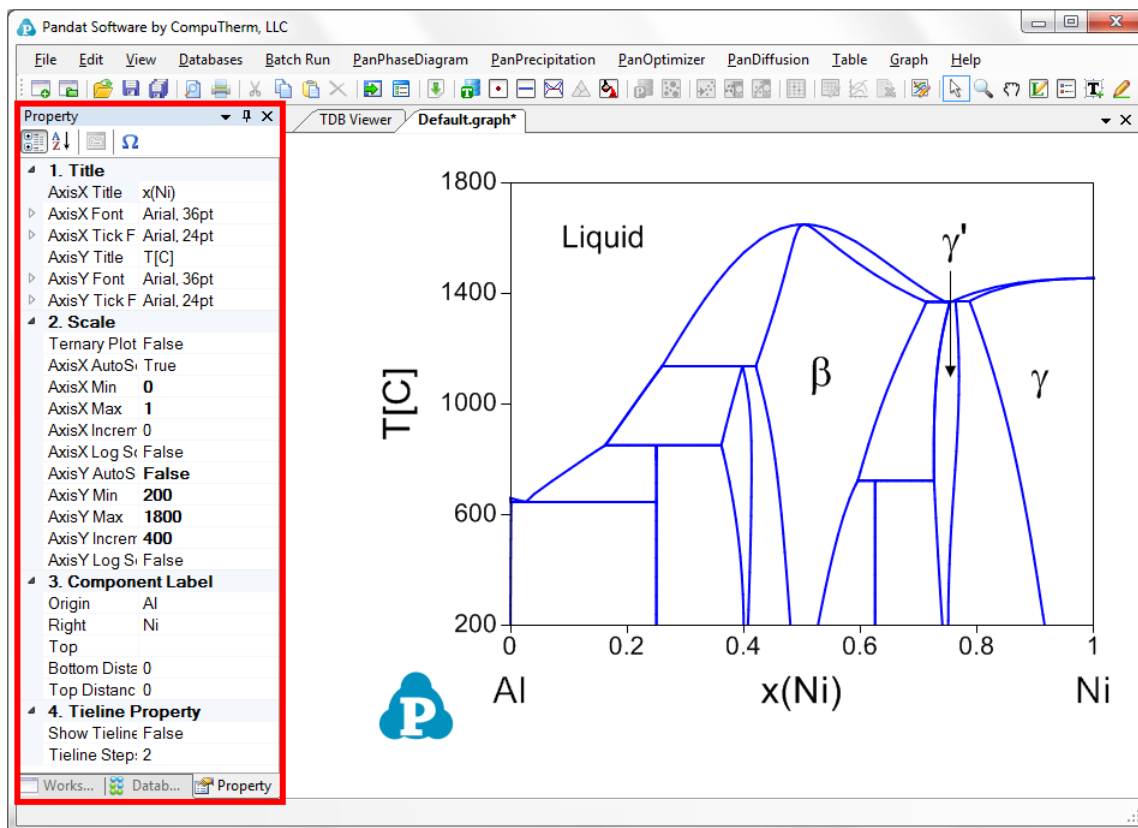 Pandat Software by CompuTherm, LLC
File Edit View Databases Batch Run PanPhaseDiagram PanPrecipitation PanOptimizer PanDiffusion Table Graph Help
Property
TDB Viewer Default.graph*
1. Title
AxisX Title x(Ni)
AxisX Font Arial, 36pt
AxisX Tick F Arial, 24pt
AxisY Title T[C]
AxisY Font Arial, 36pt
AxisY Tick F Arial, 24pt
2. Scale
Ternary Plot False
AxisX AutoSc True
AxisX Min 0
AxisX Max 1
AxisX Increm 0
AxisX Log Sc False
AxisY AutoS False
AxisY Min 200
AxisY Max 1800
AxisY Increm 400
AxisY Log Sc False
3. Component Label
Origin Al
Right Ni
Top
Bottom Dista 0
Top Distanc 0
4. Tieline Property
Show Tieline False
Tieline Step: 2
Works... Datab... Property
1800
1400
1000
600
200
T[C]
Liquid
γ'
β
γ
0 0.2 0.4 0.6 0.8 1
Al x(Ni) Ni
P